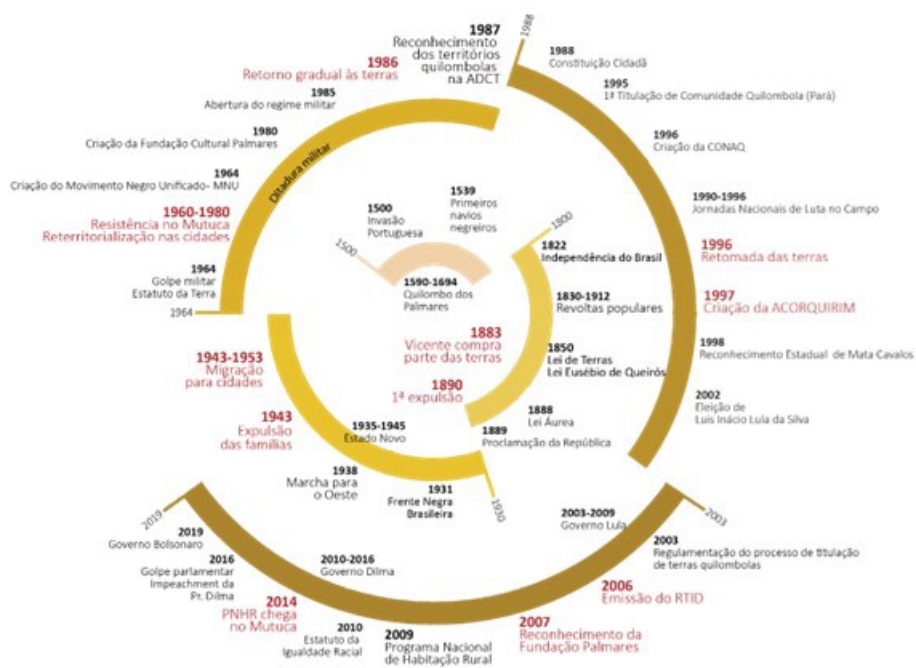 1500
1500
Invasão
Portuguesa
1539
Primeiros
navios
negreiros
1590-1694
Quilombo dos
Palmares
1800
1822
Independência do Brasil
1830-1912
Revoltas populares
1850
Lei de Terras
Lei Eusébio de Queirós
1883
Vicente compra
parte das terras
1888
Lei Áurea
1890
1ª expulsão
1889
Proclamação da República
1930
1931
Frente Negra
Brasileira
1938
Marcha para
o Oeste
1935-1945
Estado Novo
1943
Expulsão
das famílias
1943-1953
Migração
para cidades
1964
1964
Golpe militar
Estatuto da Terra
1960-1980
Resistência no Mutuca
Reterritorialização nas cidades
1964
Criação do Movimento Negro Unificado- MNU
1980
Criação da Fundação Cultural Palmares
Ditadura militar
1985
Abertura do regime militar
1986
Retorno gradual às terras
1987
Reconhecimento
dos territórios
quilombolas
na ADCT
1988
1988
Constituição Cidadã
1995
1ª Titulação de Comunidade Quilombola (Pará)
1996
Criação da CONAQ
1990-1996
Jornadas Nacionais de Luta no Campo
1996
Retomada das terras
1997
Criação da ACORQUIRIM
1998
Reconhecimento Estadual de Mata Cavalos
2002
Eleição de
Luis Inácio Lula da Silva
2003
2003-2009
Governo Lula
2003
Regulamentação do processo de titulação
de terras quilombolas
2006
Emissão do RTID
2007
Reconhecimento da
Fundação Palmares
2009
Programa Nacional
de Habitação Rural
2010
Estatuto da
Igualdade Racial
2010-2016
Governo Dilma
2014
PNHR chega
no Mutuca
2016
Golpe parlamentar
Impeachment da
Pr. Dilma
2019
Governo Bolsonaro
2019